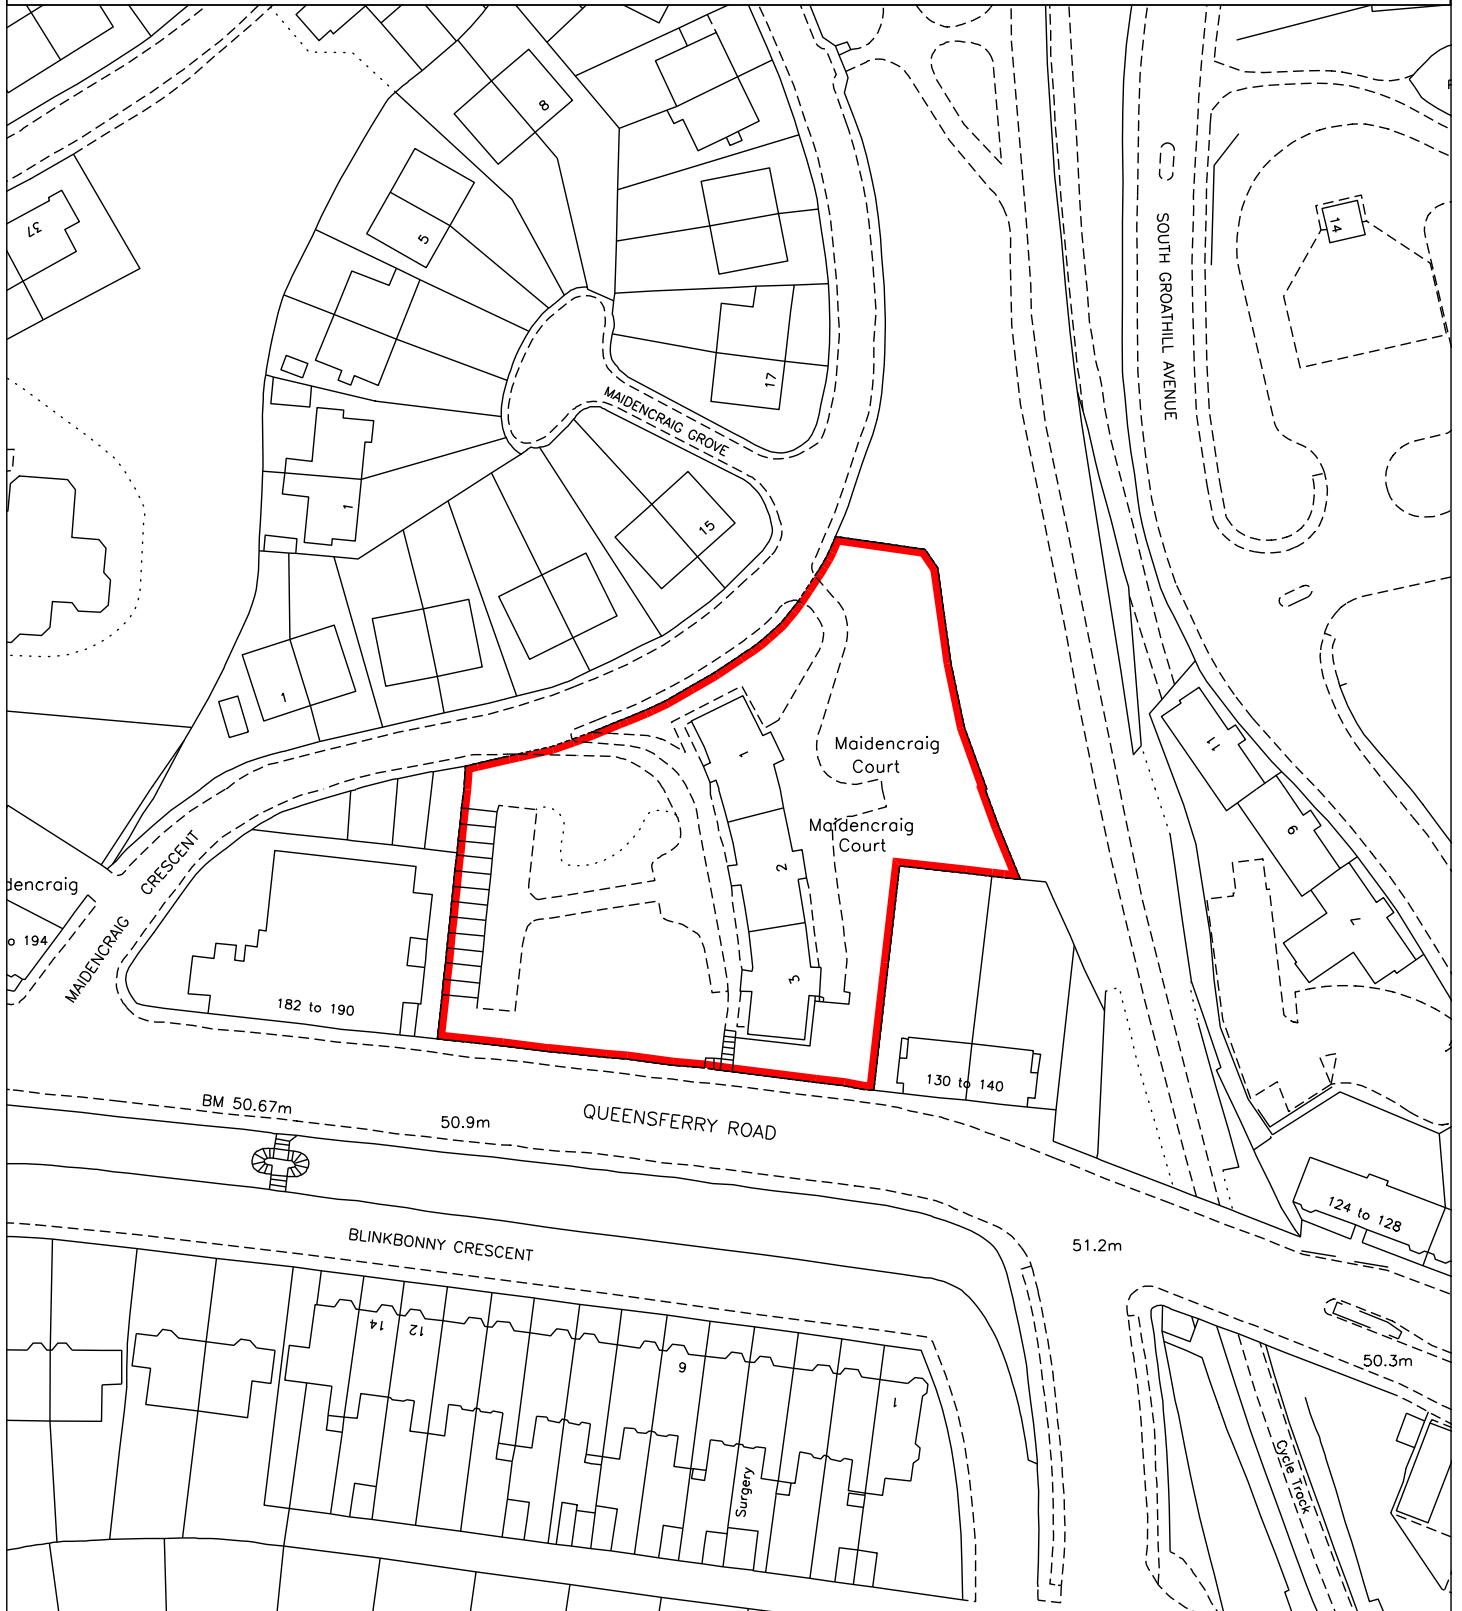 8
37
5
14
SOUTH GROATHILL AVENUE
17
MAIDENCRAIG GROVE
1
15
1
11
1
Maidencraig
Court
Maidencraig
Court
9
2
MAIDENCRAIG CRESCENT
dencraig
7
o 194
3
182 to 190
130 to 140
BM 50.67m
50.9m
QUEENSFERRY ROAD
124 to 128
BLINKBONNY CRESCENT
51.2m
14
12
6
1
50.3m
Surgery
Cycle Track